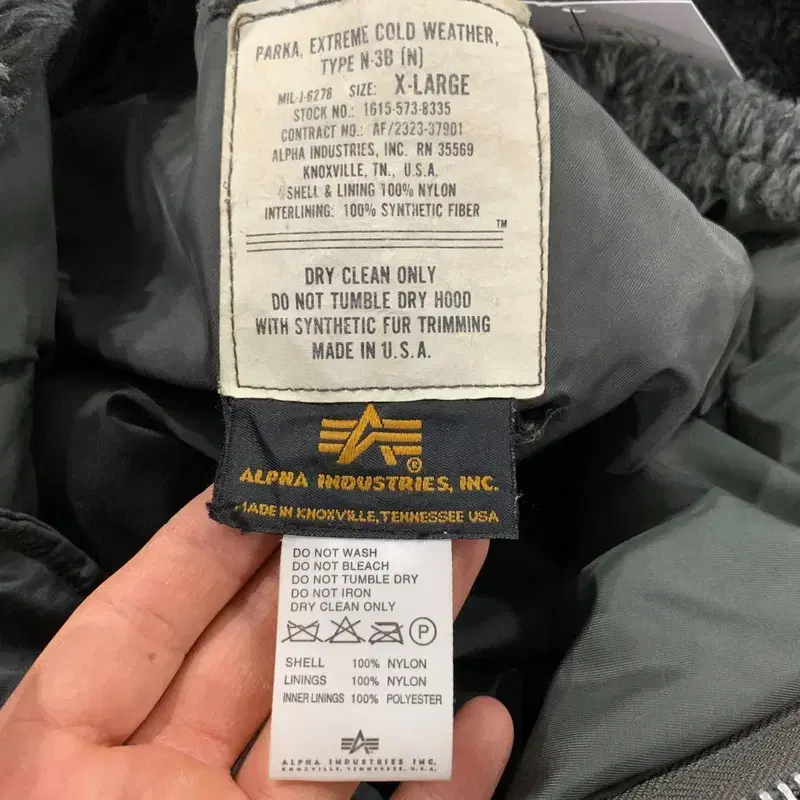 PARKA, EXTREME COLD WEATHER,
TYPE N-3B (N)
MIL-J-6278 SIZE: X-LARGE
STOCK NO.: 1615-573-8335
CONTRACT NO.: AF/2323-37901
ALPHA INDUSTRIES, INC. RN 35569
KNOXVILLE, TN., U.S.A.
SHELL & LINING 100% NYLON
INTERLINING: 100% SYNTHETIC FIBER
TM
DRY CLEAN ONLY
DO NOT TUMBLE DRY HOOD
WITH SYNTHETIC FUR TRIMMING
MADE IN U.S.A.
®
ALPHA INDUSTRIES, INC.
MADE IN KNOXVILLE, TENNESSEE USA
DO NOT WASH
DO NOT BLEACH
DO NOT TUMBLE DRY
DO NOT IRON
DRY CLEAN ONLY
P
SHELL 100% NYLON
LININGS 100% NYLON
INNER LININGS 100% POLYESTER
ALPHA INDUSTRIES INC.
KNOXVILLE, TENNESSEE, USA